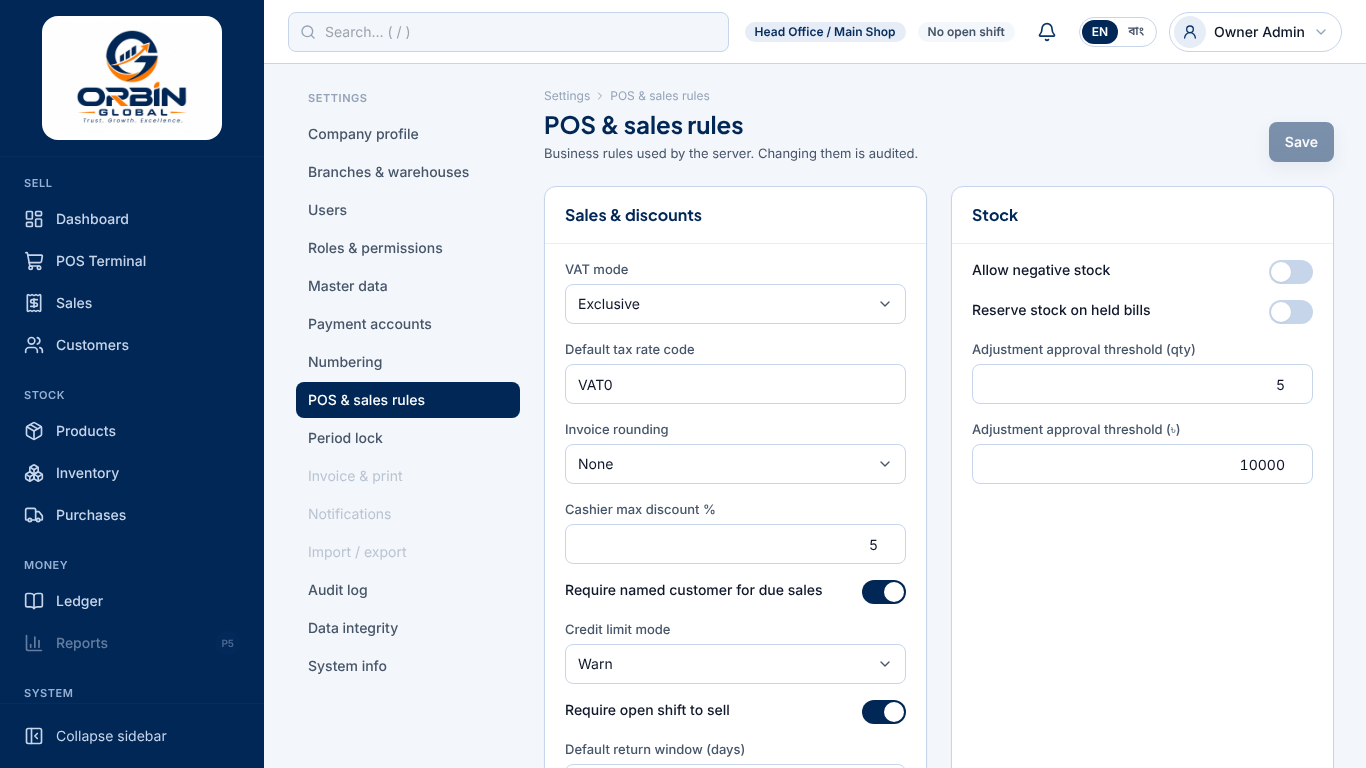 ORBIN
GLOBAL
Trust. Growth. Excellence.
SELL
Dashboard
POS Terminal
Sales
Customers
STOCK
Products
Inventory
Purchases
MONEY
Ledger
Reports P5
SYSTEM
Collapse sidebar
Search... ( / )
Head Office / Main Shop
No open shift
EN
বাং
Owner Admin
SETTINGS
Company profile
Branches & warehouses
Users
Roles & permissions
Master data
Payment accounts
Numbering
POS & sales rules
Period lock
Invoice & print
Notifications
Import / export
Audit log
Data integrity
System info
Settings > POS & sales rules
POS & sales rules
Business rules used by the server. Changing them is audited.
Save
Sales & discounts
VAT mode
Exclusive
Default tax rate code
VAT0
Invoice rounding
None
Cashier max discount %
5
Require named customer for due sales
Credit limit mode
Warn
Require open shift to sell
Default return window (days)
Stock
Allow negative stock
Reserve stock on held bills
Adjustment approval threshold (qty)
5
Adjustment approval threshold (৳)
10000